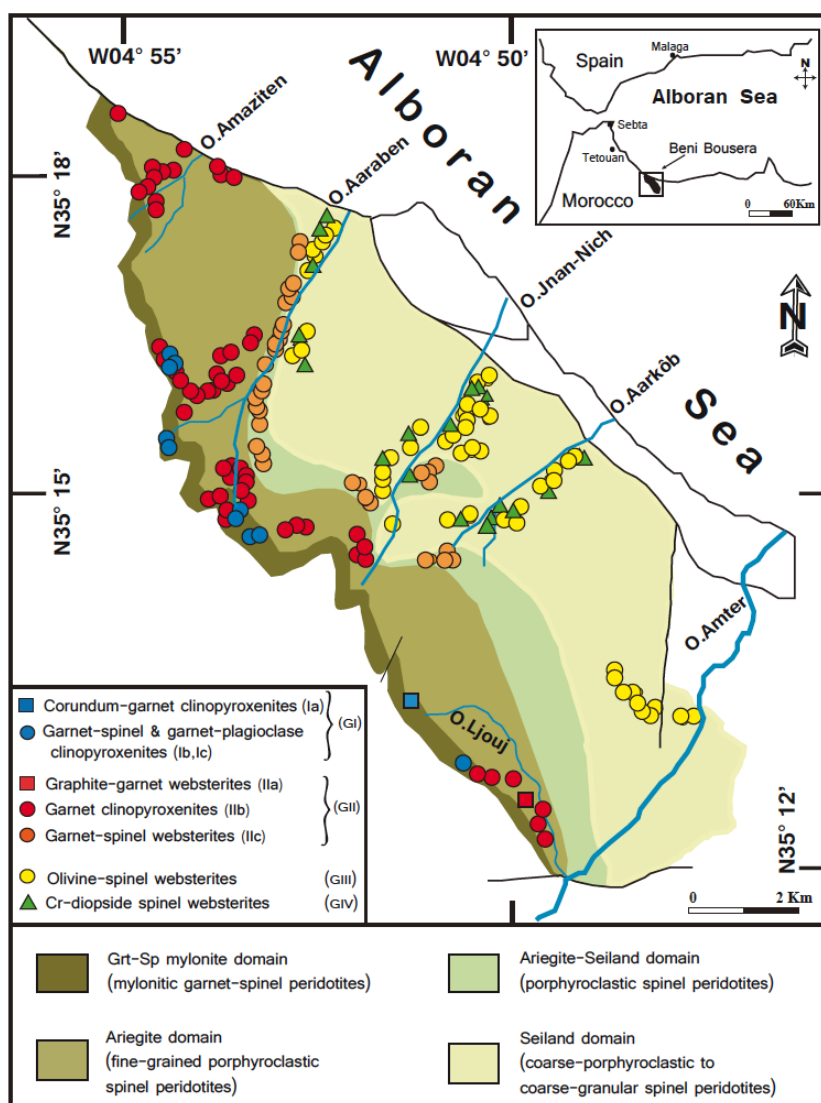 W04° 55’
W04° 50’
Alboran
Sea
N35° 18’
N35° 15’
N35° 12’
O.Amaziten
O.Aaraben
O.Jnan-Nich
O.Aarkôb
O.Amter
O.Ljouj
N
Spain
Malaga
N
Alboran Sea
Sebta
Tetouan
Beni Bousera
Morocco
0 60Km
Corundum-garnet clinopyroxenites (Ia)
Garnet-spinel & garnet-plagioclase
clinopyroxenites (Ib,Ic)
(GI)
Graphite-garnet websterites (IIa)
Garnet clinopyroxenites (IIb)
(GII)
Garnet-spinel websterites (IIc)
Olivine-spinel websterites (GIII)
Cr-diopside spinel websterites (GIV)
0 2 Km
Grt-Sp mylonite domain
(mylonitic garnet-spinel peridotites)
Ariegite-Seiland domain
(porphyroclastic spinel peridotites)
Ariegite domain
(fine-grained porphyroclastic
spinel peridotites)
Seiland domain
(coarse-porphyroclastic to
coarse-granular spinel peridotites)